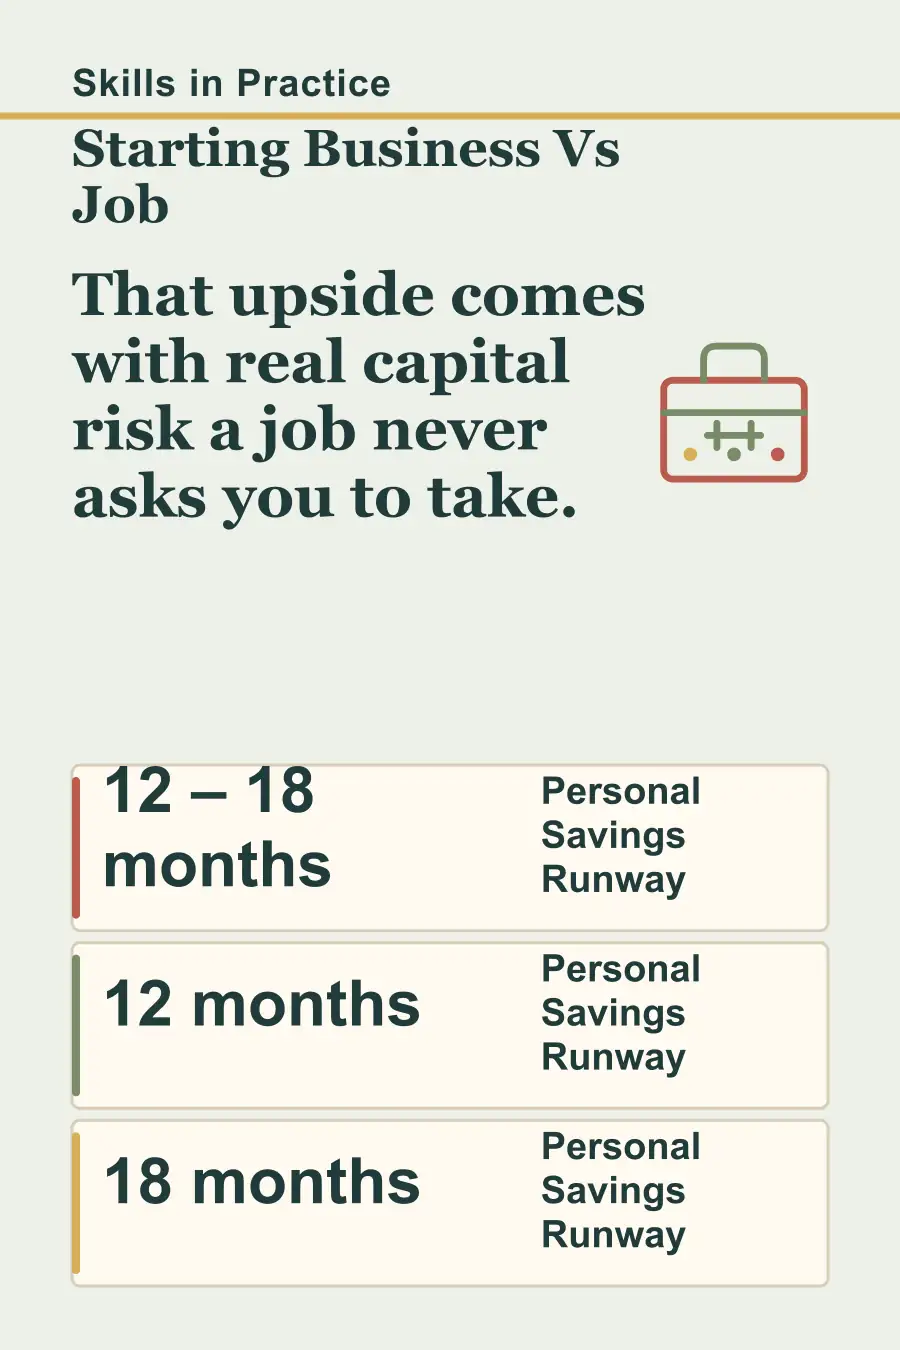 Skills in Practice
Starting Business Vs
Job
That upside comes
with real capital
risk a job never
asks you to take.
12 – 18
months
Personal
Savings
Runway
12 months
Personal
Savings
Runway
18 months
Personal
Savings
Runway